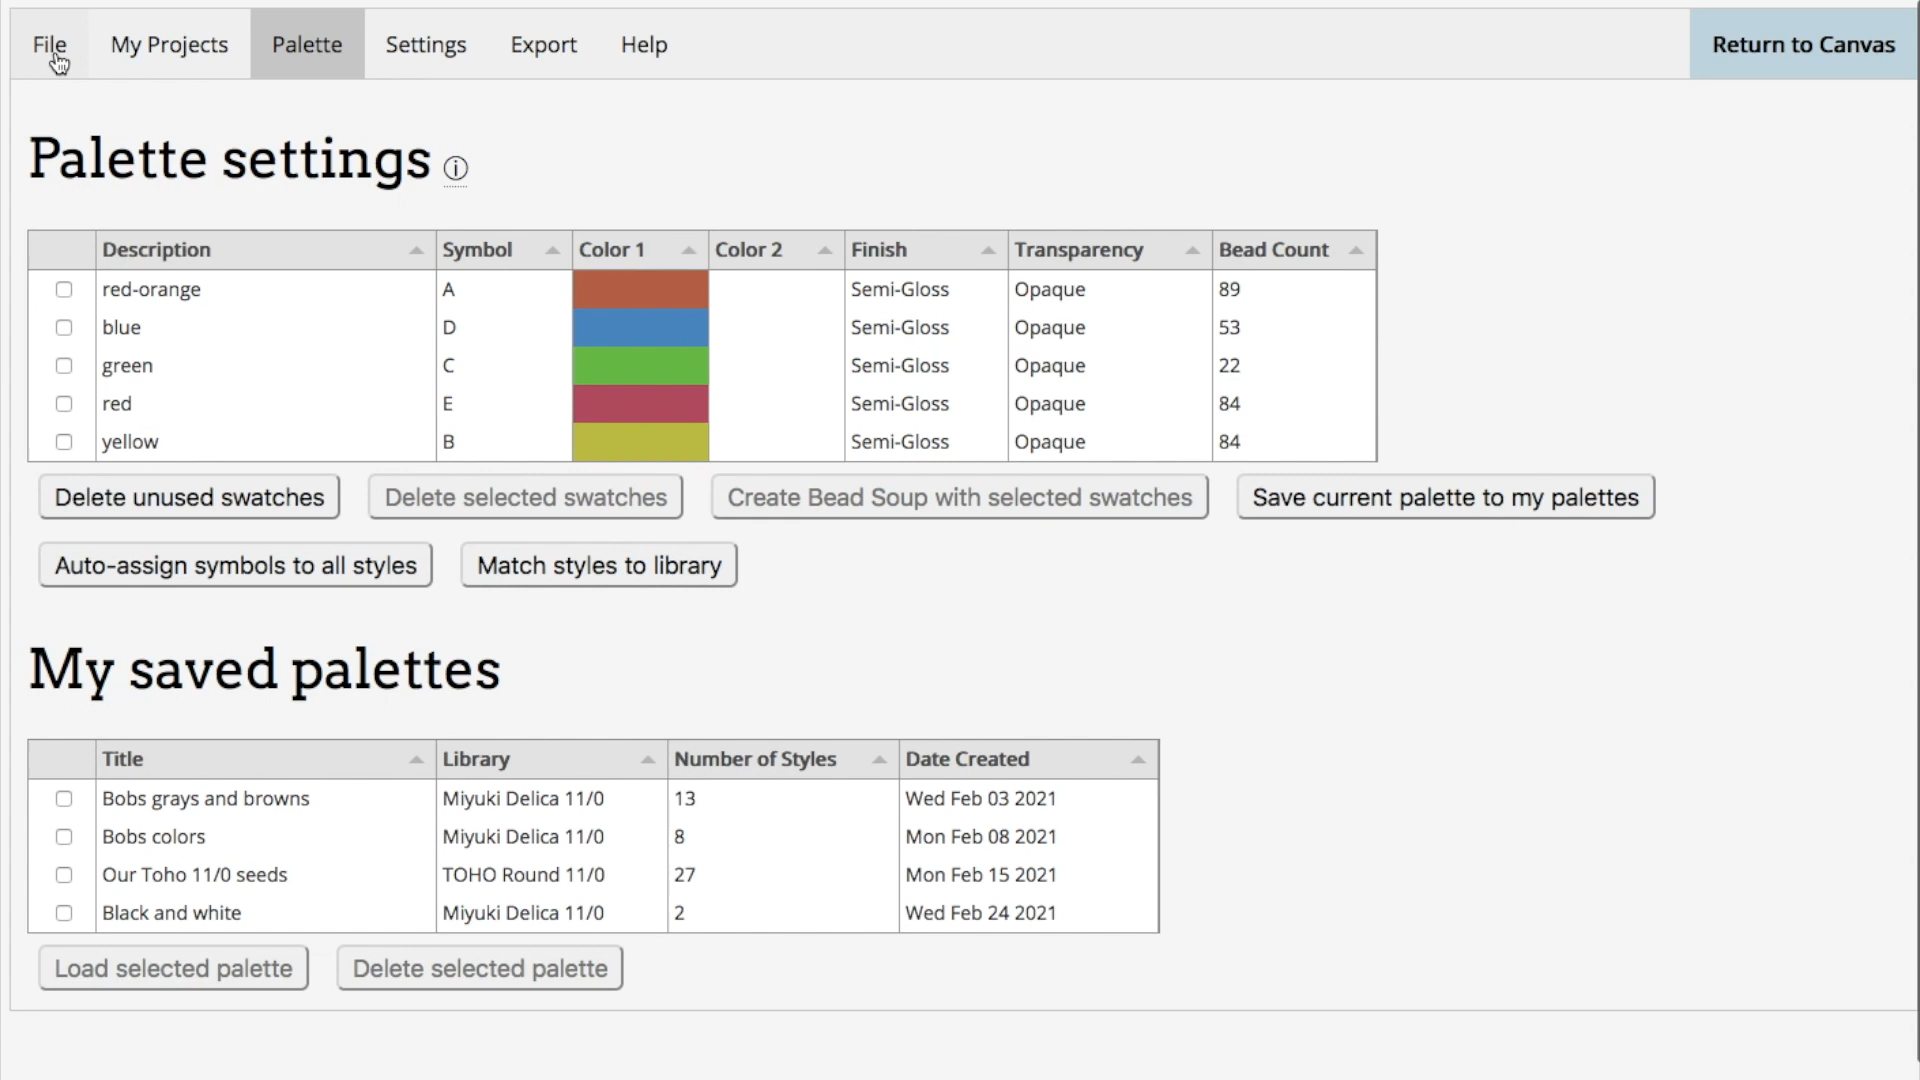 File My Projects Palette Settings Export Help Return to Canvas
Palette settings ⓘ
Description Symbol Color 1 Color 2 Finish Transparency Bead Count
red-orange A Semi-Gloss Opaque 89
blue D Semi-Gloss Opaque 53
green C Semi-Gloss Opaque 22
red E Semi-Gloss Opaque 84
yellow B Semi-Gloss Opaque 84
Delete unused swatches Delete selected swatches Create Bead Soup with selected swatches Save current palette to my palettes
Auto-assign symbols to all styles Match styles to library
My saved palettes
Title Library Number of Styles Date Created
Bobs grays and browns Miyuki Delica 11/0 13 Wed Feb 03 2021
Bobs colors Miyuki Delica 11/0 8 Mon Feb 08 2021
Our Toho 11/0 seeds TOHO Round 11/0 27 Mon Feb 15 2021
Black and white Miyuki Delica 11/0 2 Wed Feb 24 2021
Load selected palette Delete selected palette